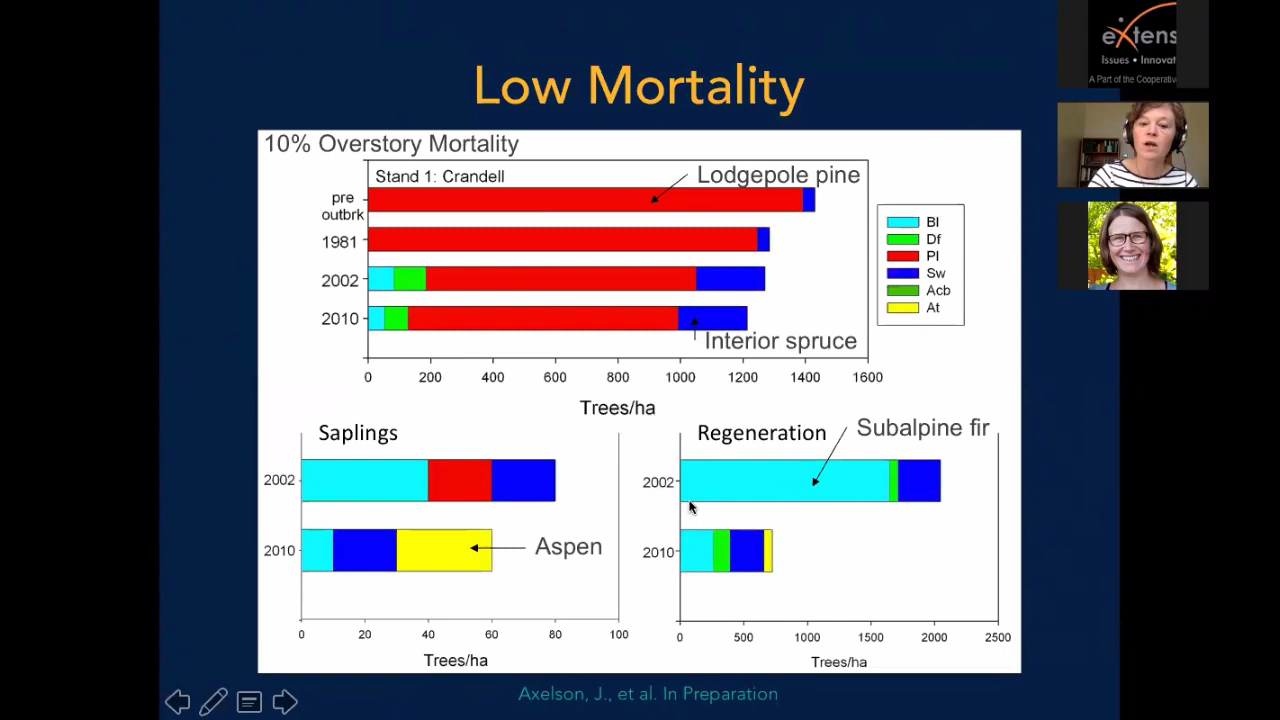 Low Mortality
10% Overstory Mortality
Stand 1: Crandell
Lodgepole pine
pre
outbrk
1981
2002
2010
Interior spruce
0 200 400 600 800 1000 1200 1400 1600
Trees/ha
Bl
Df
Pl
Sw
Acb
At
Saplings
2002
2010
Aspen
0 20 40 60 80 100
Trees/ha
Regeneration
Subalpine fir
2002
2010
0 500 1000 1500 2000 2500
Trees/ha
Axelson, J., et al. In Preparation
eXtens
Issues • Innovat
A Part of the Cooperativ